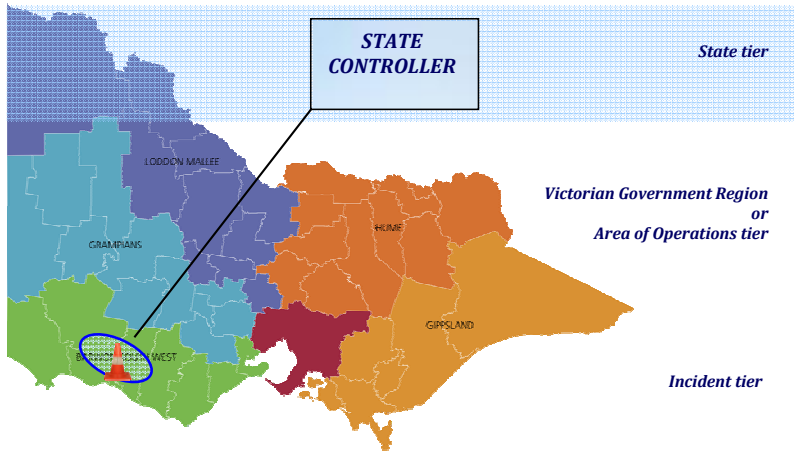 STATE
CONTROLLER
State tier
LODDON MALLEE
Victorian Government Region
or
Area of Operations tier
HUME
GRAMPIANS
GIPPSLAND
WEST
Incident tier